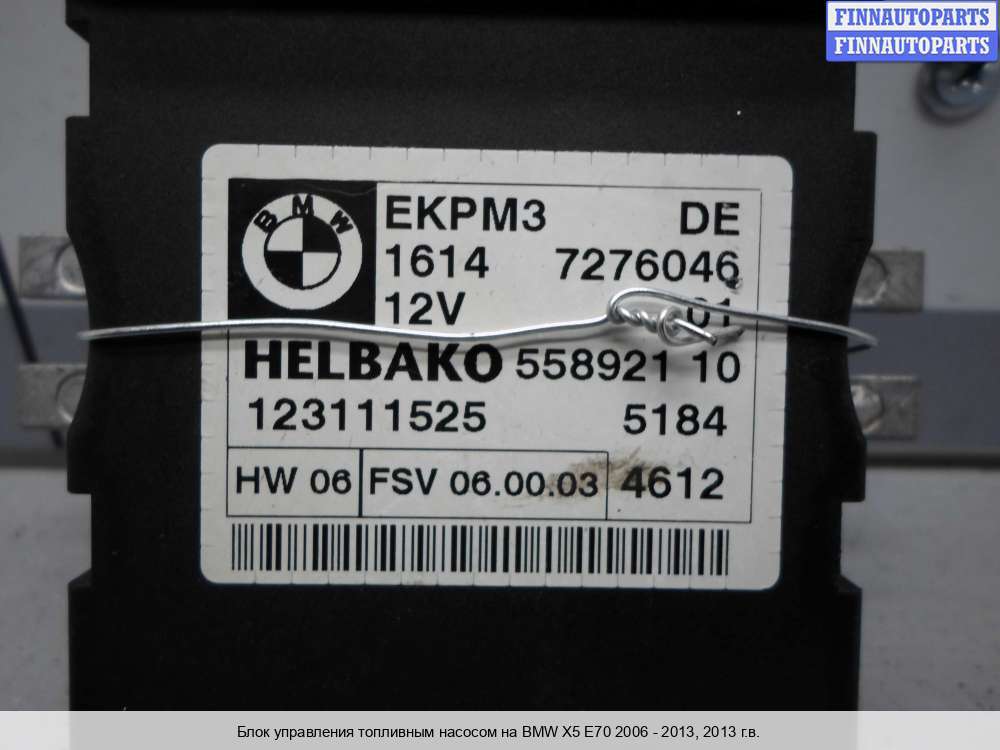 FINNAUTOPARTS
FINNAUTOPARTS
BMW
EKPM3 DE
1614 7276046
12V 01
HELBAKO 558921 10
123111525 5184
HW 06 FSV 06.00.03 4612
Блок управления топливным насосом на BMW X5 E70 2006 - 2013, 2013 г.в.